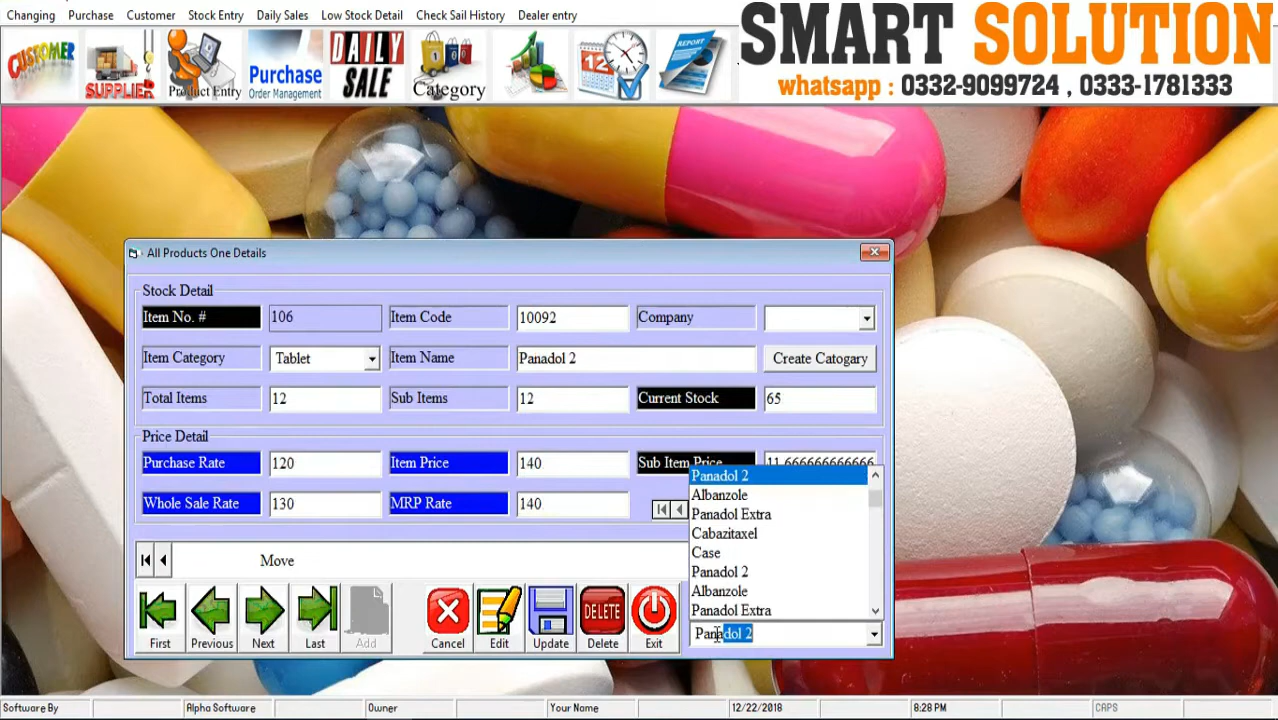 Changing Purchase Customer Stock Entry Daily Sales Low Stock Detail Check Sail History Dealer entry
SMART SOLUTION
whatsapp : 0332-9099724 , 0333-1781333
CUSTOMER
SUPPLIER
Product Entry
Purchase
Order Management
DAILY
SALE
Category
REPORT
All Products One Details
Stock Detail
Item No. # 106 Item Code 10092 Company
Item Category Tablet Item Name Panadol 2 Create Catogary
Total Items 12 Sub Items 12 Current Stock 65
Price Detail
Purchase Rate 120 Item Price 140 Sub Item Price 11.666666666666
Whole Sale Rate 130 MRP Rate 140
Panadol 2
Albanzole
Panadol Extra
Cabazitaxel
Case
Panadol 2
Albanzole
Panadol Extra
Move
Panadol 2
DELETE
First Previous Next Last Add Cancel Edit Update Delete Exit
Software By Alpha Software Owner Your Name 12/22/2018 8:28 PM CAPS